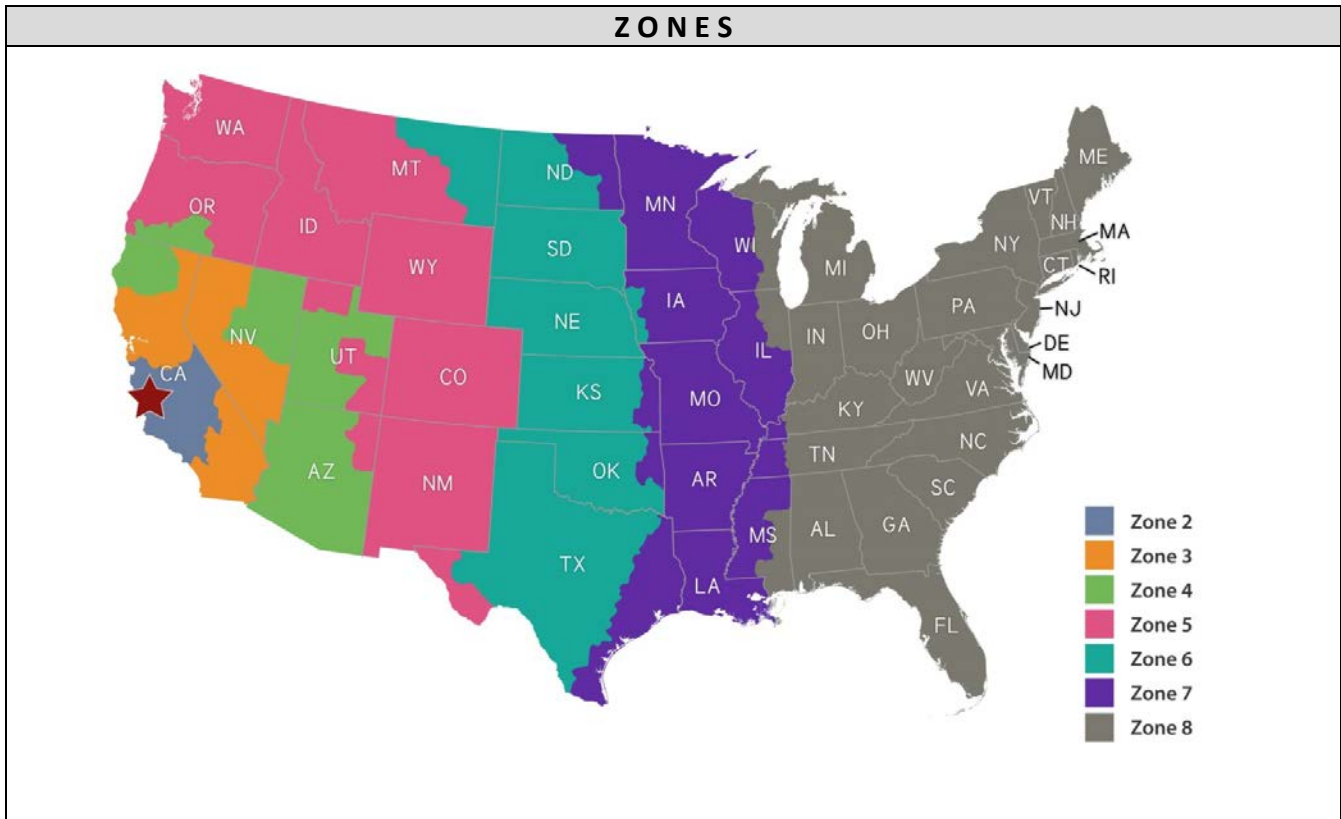 ZONES
WA
MT
ND
MN
ME
VT
NH
OR
ID
SD
WI
MI
NY
MA
CT
RI
WY
IA
PA
NJ
NV
NE
IL
IN
OH
DE
MD
CA
UT
CO
KS
MO
WV
VA
KY
AZ
NM
OK
AR
TN
NC
SC
TX
LA
MS
AL
GA
FL
Zone 2
Zone 3
Zone 4
Zone 5
Zone 6
Zone 7
Zone 8